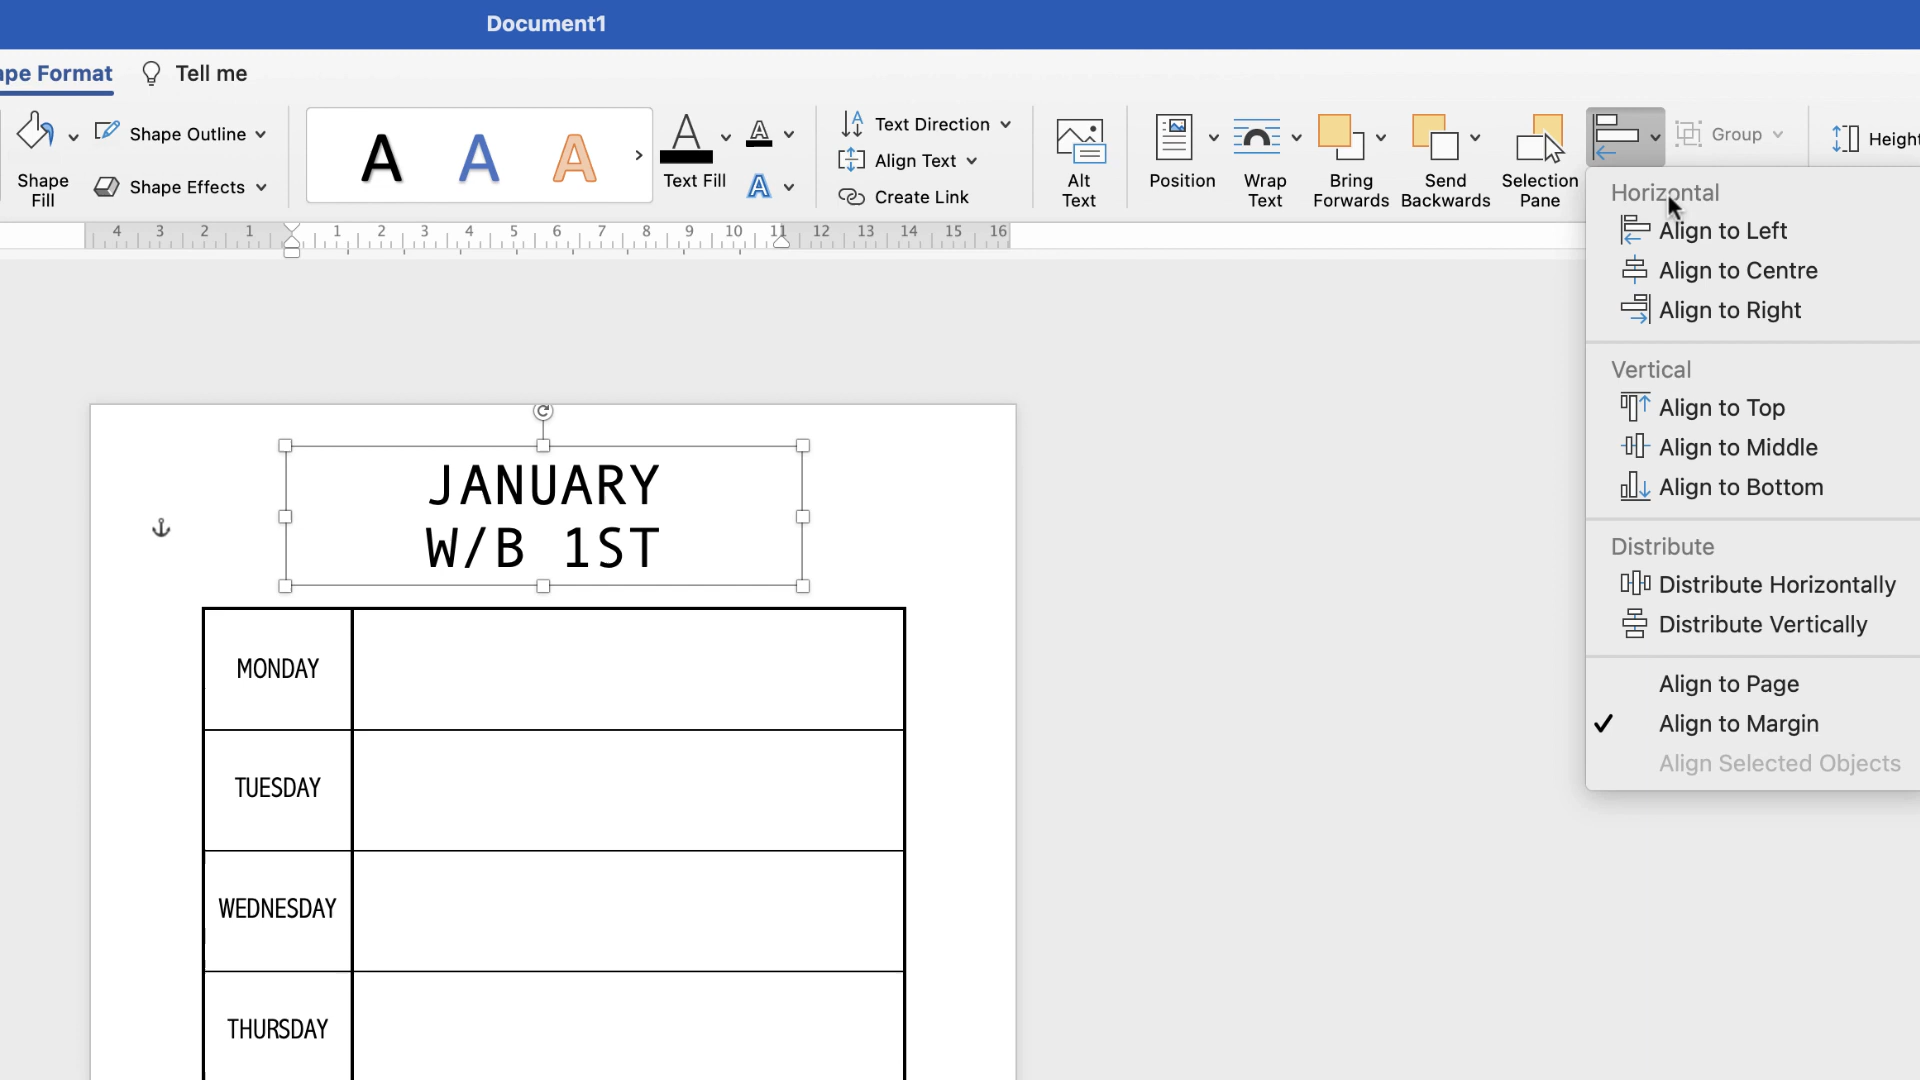 Document1
pe Format
Tell me
Shape Fill
Shape Outline
Shape Effects
A A A
Text Fill
Text Direction
Align Text
Create Link
Alt Text
Position
Wrap Text
Bring Forwards
Send Backwards
Selection Pane
Group
Height
4 3 2 1 1 2 3 4 5 6 7 8 9 10 11 12 13 14 15 16
Horizontal
Align to Left
Align to Centre
Align to Right
Vertical
Align to Top
Align to Middle
Align to Bottom
Distribute
Distribute Horizontally
Distribute Vertically
Align to Page
Align to Margin
Align Selected Objects
JANUARY
W/B 1ST
MONDAY
TUESDAY
WEDNESDAY
THURSDAY